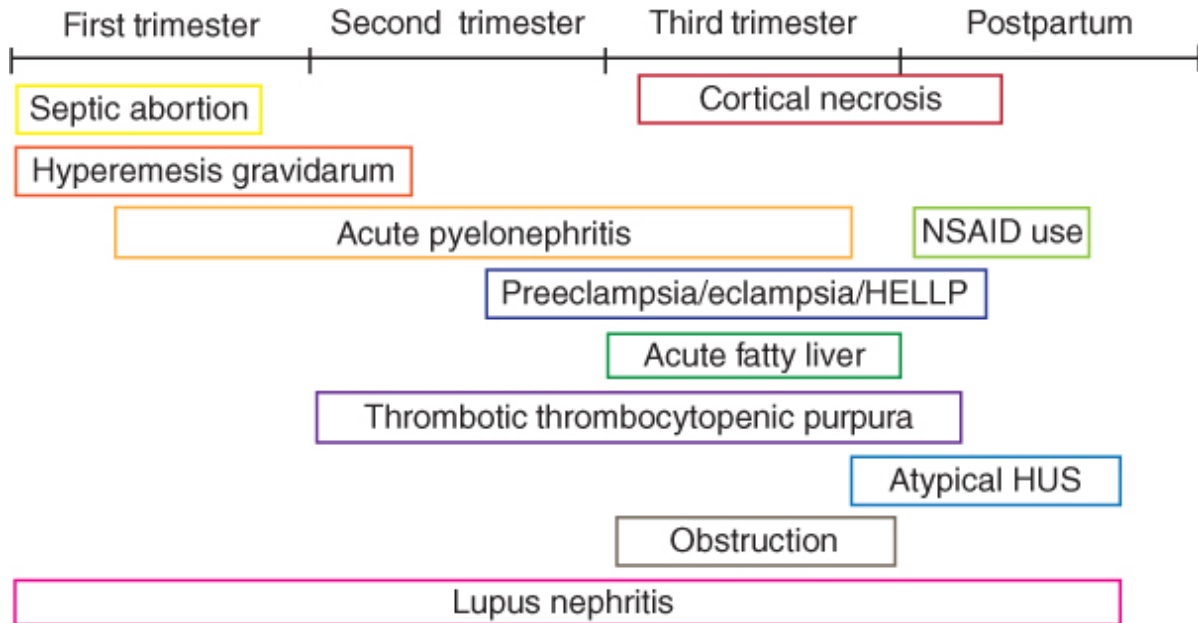 First trimester Second trimester Third trimester Postpartum
Septic abortion Cortical necrosis
Hyperemesis gravidarum
Acute pyelonephritis NSAID use
Preeclampsia/eclampsia/HELLP
Acute fatty liver
Thrombotic thrombocytopenic purpura
Atypical HUS
Obstruction
Lupus nephritis